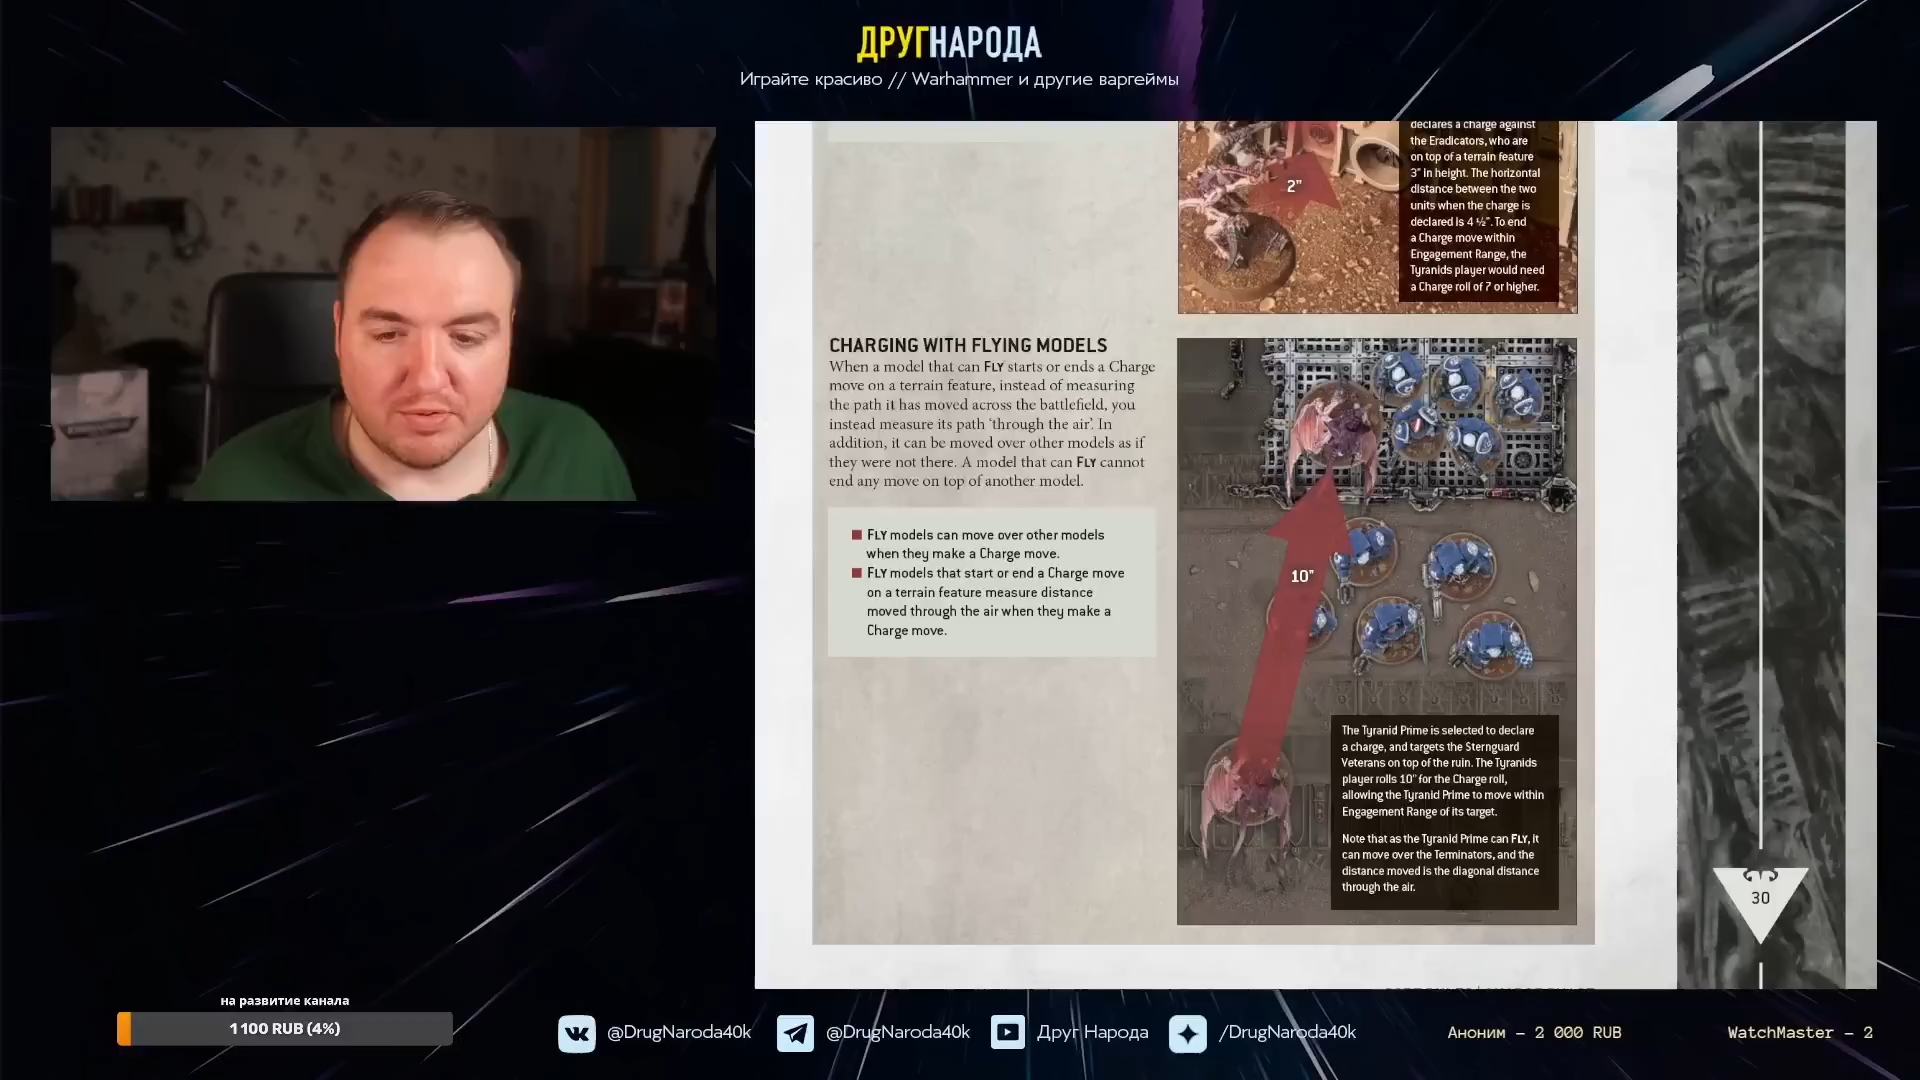 ДРУГНАРОДА
Играйте красиво // Warhammer и другие варгеймы
declares a charge against
the Eradicators, who are
on top of a terrain feature
3" in height. The horizontal
distance between the two
units when the charge is
declared is 4 ½". To end
a Charge move within
Engagement Range, the
Tyranids player would need
a Charge roll of 7 or higher.
2"
CHARGING WITH FLYING MODELS
When a model that can FLY starts or ends a Charge
move on a terrain feature, instead of measuring
the path it has moved across the battlefield, you
instead measure its path ‘through the air’. In
addition, it can be moved over other models as if
they were not there. A model that can FLY cannot
end any move on top of another model.
FLY models can move over other models
when they make a Charge move.
FLY models that start or end a Charge move
on a terrain feature measure distance
moved through the air when they make a
Charge move.
10"
The Tyranid Prime is selected to declare
a charge, and targets the Sternguard
Veterans on top of the ruin. The Tyranids
player rolls 10" for the Charge roll,
allowing the Tyranid Prime to move within
Engagement Range of its target.
Note that as the Tyranid Prime can FLY, it
can move over the Terminators, and the
distance moved is the diagonal distance
through the air.
30
на развитие канала
1100 RUB (4%)
@DrugNaroda40k
@DrugNaroda40k
Друг Народа
/DrugNaroda40k
Аноним - 2 000 RUB
WatchMaster - 2